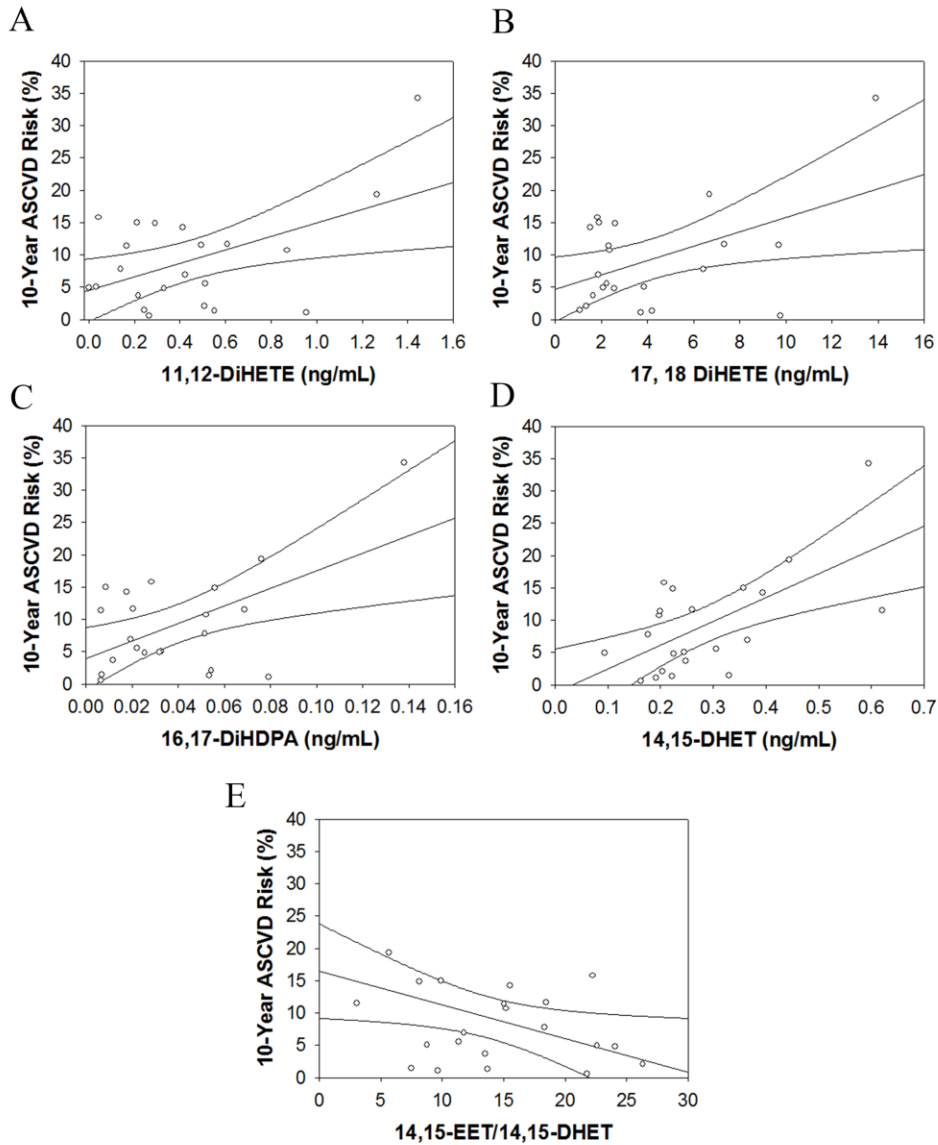 A
B
40
35
30
25
20
15
10
5
0
10-Year ASCVD Risk (%)
0.0 0.2 0.4 0.6 0.8 1.0 1.2 1.4 1.6
11,12-DiHETE (ng/mL)
40
35
30
25
20
15
10
5
0
10-Year ASCVD Risk (%)
0 2 4 6 8 10 12 14 16
17, 18 DiHETE (ng/mL)
C
D
40
35
30
25
20
15
10
5
0
10-Year ASCVD Risk (%)
0.00 0.02 0.04 0.06 0.08 0.10 0.12 0.14 0.16
16,17-DiHDPA (ng/mL)
40
35
30
25
20
15
10
5
0
10-Year ASCVD Risk (%)
0.0 0.1 0.2 0.3 0.4 0.5 0.6 0.7
14,15-DHET (ng/mL)
E
40
35
30
25
20
15
10
5
0
10-Year ASCVD Risk (%)
0 5 10 15 20 25 30
14,15-EET/14,15-DHET